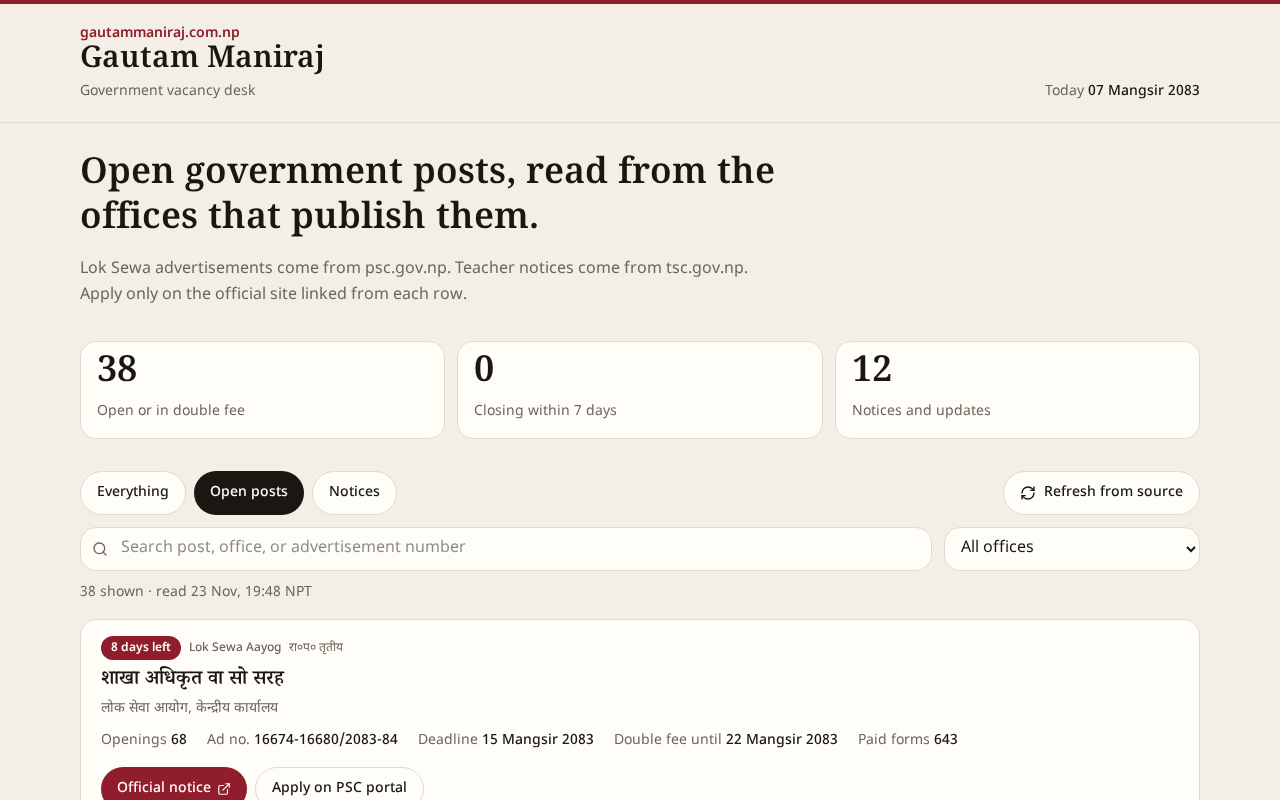 gautammaniraj.com.np
Gautam Maniraj
Government vacancy desk
Today 07 Mangsir 2083
Open government posts, read from the
offices that publish them.
Lok Sewa advertisements come from psc.gov.np. Teacher notices come from tsc.gov.np.
Apply only on the official site linked from each row.
38
Open or in double fee
0
Closing within 7 days
12
Notices and updates
Everything
Open posts
Notices
Refresh from source
Search post, office, or advertisement number
All offices
38 shown · read 23 Nov, 19:48 NPT
8 days left Lok Sewa Aayog रा०प० तृतीय
शाखा अधिकृत वा सो सरह
लोक सेवा आयोग, केन्द्रीय कार्यालय
Openings 68 Ad no. 16674-16680/2083-84 Deadline 15 Mangsir 2083 Double fee until 22 Mangsir 2083 Paid forms 643
Official notice
Apply on PSC portal